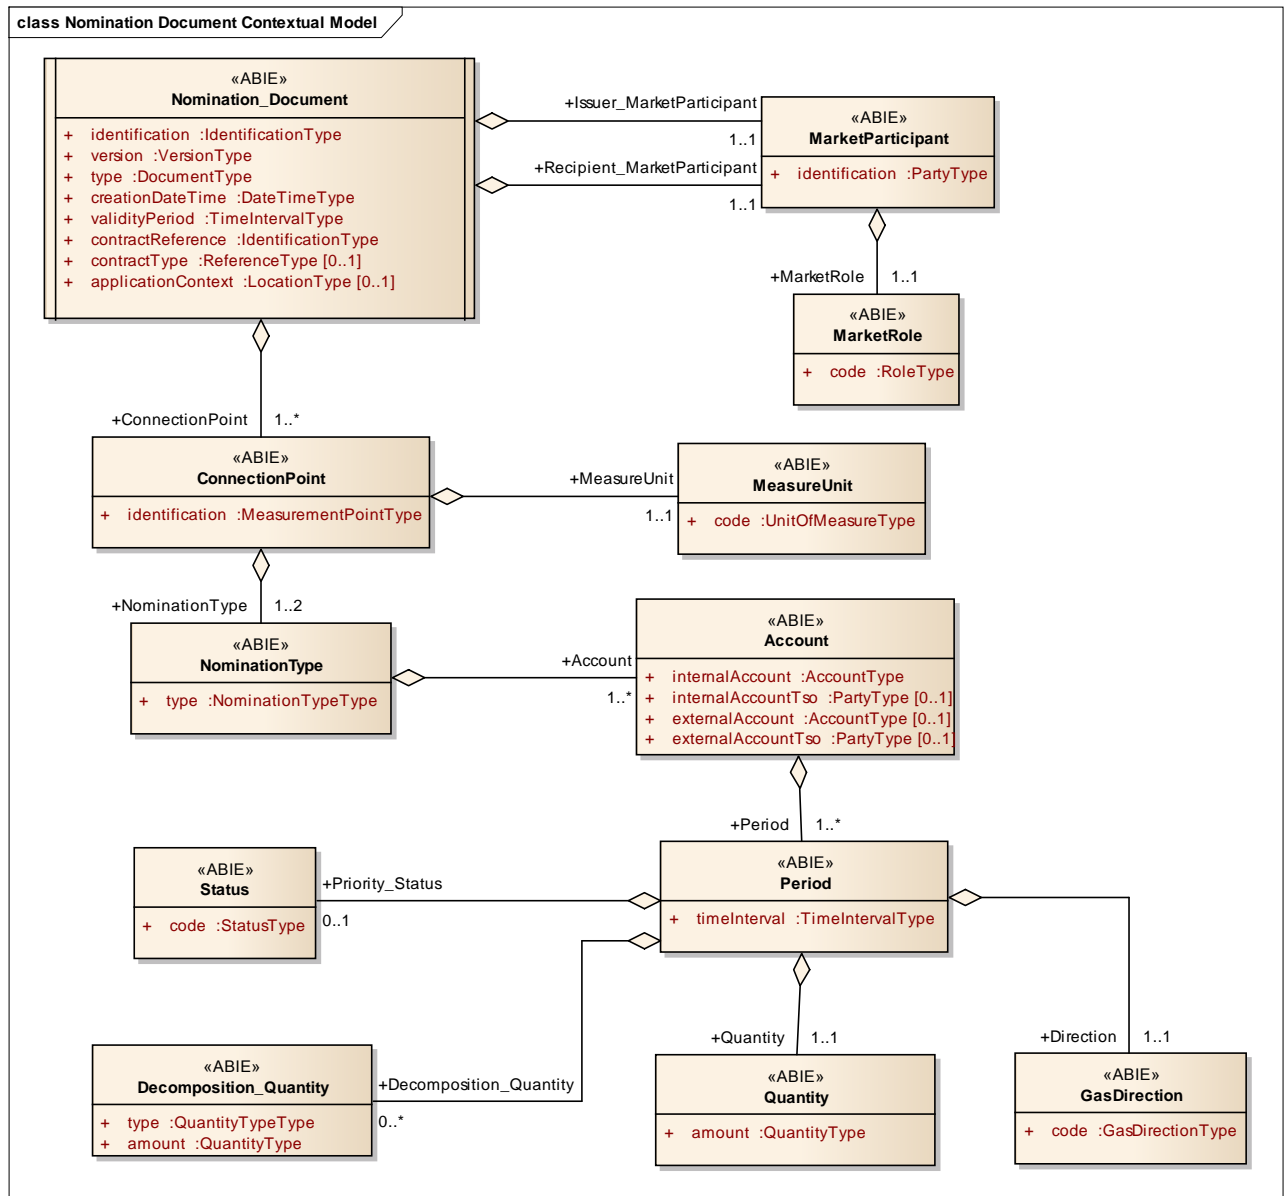 class Nomination Document Contextual Model
«ABIE»
Nomination_Document
+ identification :IdentificationType
+ version :VersionType
+ type :DocumentType
+ creationDateTime :DateTimeType
+ validityPeriod :TimeIntervalType
+ contractReference :IdentificationType
+ contractType :ReferenceType [0..1]
+ applicationContext :LocationType [0..1]
+Issuer_MarketParticipant
1..1
+Recipient_MarketParticipant
1..1
«ABIE»
MarketParticipant
+ identification :PartyType
+MarketRole 1..1
«ABIE»
MarketRole
+ code :RoleType
+ConnectionPoint 1..*
«ABIE»
ConnectionPoint
+ identification :MeasurementPointType
+MeasureUnit
1..1
«ABIE»
MeasureUnit
+ code :UnitOfMeasureType
+NominationType 1..2
«ABIE»
NominationType
+ type :NominationTypeType
+Account
1..*
«ABIE»
Account
+ internalAccount :AccountType
+ internalAccountTso :PartyType [0..1]
+ externalAccount :AccountType [0..1]
+ externalAccountTso :PartyType [0..1]
+Period 1..*
«ABIE»
Period
+ timeInterval :TimeIntervalType
«ABIE»
Status
+ code :StatusType
+Priority_Status
0..1
«ABIE»
Decomposition_Quantity
+ type :QuantityTypeType
+ amount :QuantityType
+Decomposition_Quantity
0..*
+Quantity 1..1
«ABIE»
Quantity
+ amount :QuantityType
+Direction 1..1
«ABIE»
GasDirection
+ code :GasDirectionType